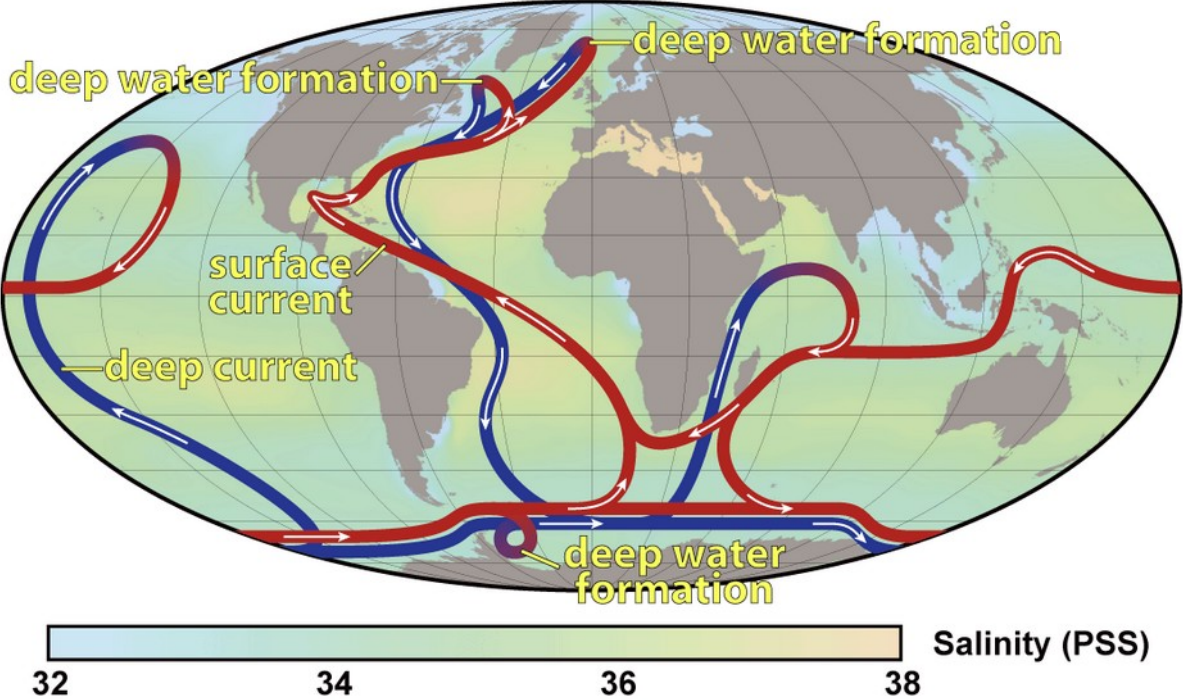 deep water formation
deep water formation
surface
current
deep current
deep water
formation
Salinity (PSS)
32 34 36 38